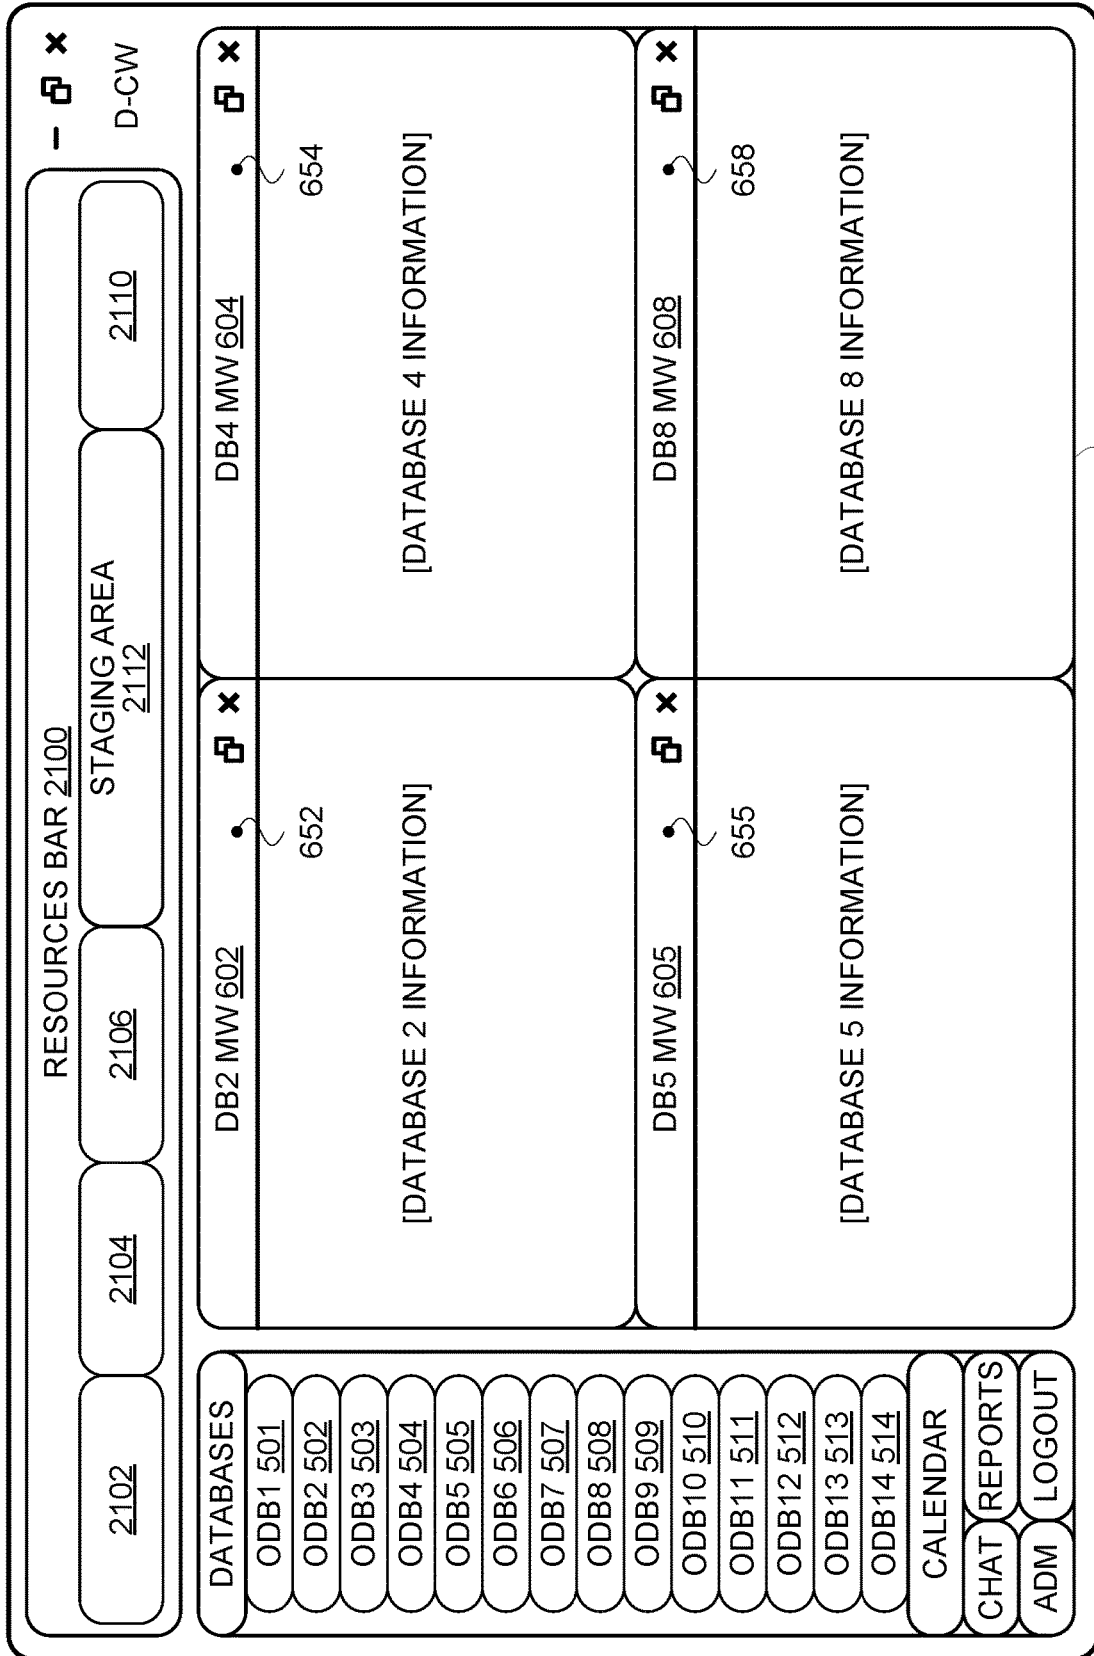 RESOURCES BAR 2100
2102
2104
2106
STAGING AREA
2112
2110
D-CW
DATABASES
ODB1 501
ODB2 502
ODB3 503
ODB4 504
ODB5 505
ODB6 506
ODB7 507
ODB8 508
ODB9 509
ODB10 510
ODB11 511
ODB12 512
ODB13 513
ODB14 514
CALENDAR
CHAT
REPORTS
ADM
LOGOUT
DB2 MW 602
652
[DATABASE 2 INFORMATION]
DB4 MW 604
654
[DATABASE 4 INFORMATION]
DB5 MW 605
655
[DATABASE 5 INFORMATION]
DB8 MW 608
658
[DATABASE 8 INFORMATION]